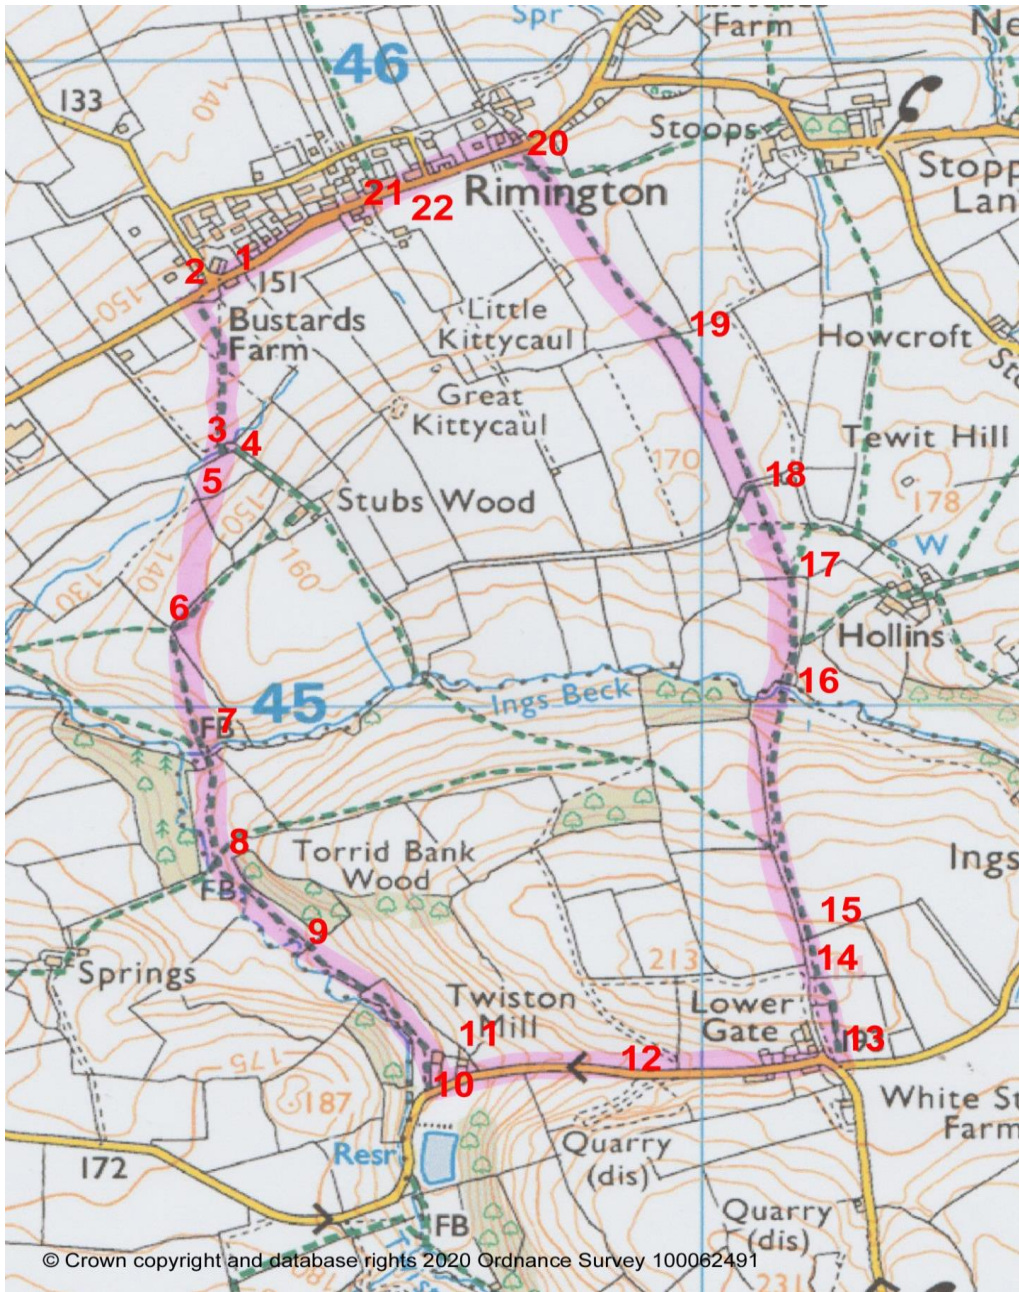 Spr
Farm
Ne
46
133
140
Stoops
20
Stopp
Lan
21
22
Rimington
2
1
151
150
Bustards
Farm
Little
Kittycaul
19
Howcroft
Great
Kittycaul
3
4
170
Tewit Hill
5
18
150
Stubs Wood
178
140
160
W
130
17
6
Hollins
45
Ings Beck
16
7
FB
8
Torrid Bank
Wood
Ings
FB
15
9
Springs
213
14
Twiston
Mill
Lower
Gate
11
13
12
175
10
187
White St
Farm
Quarry
(dis)
Resr
172
FB
Quarry
(dis)
© Crown copyright and database rights 2020 Ordnance Survey 100062491
180
231